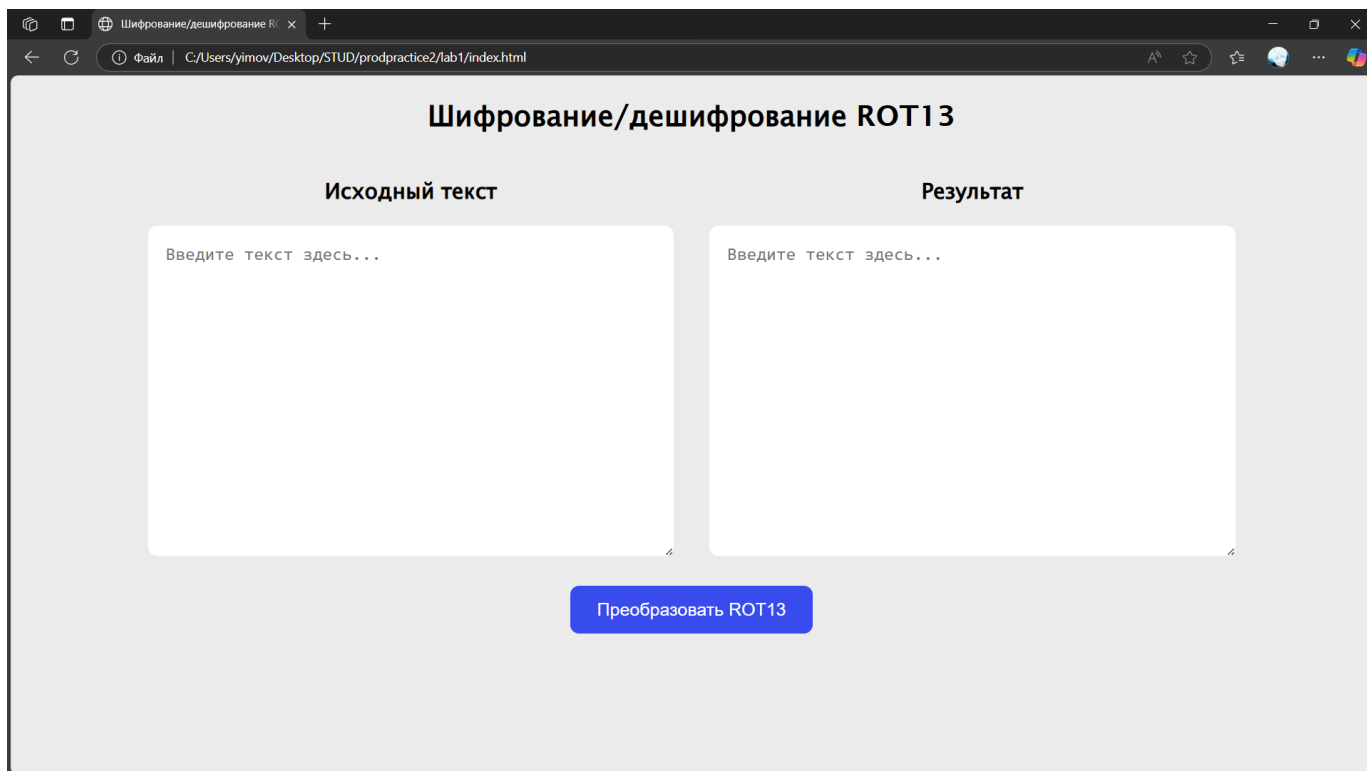 Шифрование/дешифрование R
Файл | C:/Users/yimov/Desktop/STUD/prodpractice2/lab1/index.html
Шифрование/дешифрование ROT13
Исходный текст
Результат
Введите текст здесь...
Введите текст здесь...
Преобразовать ROT13